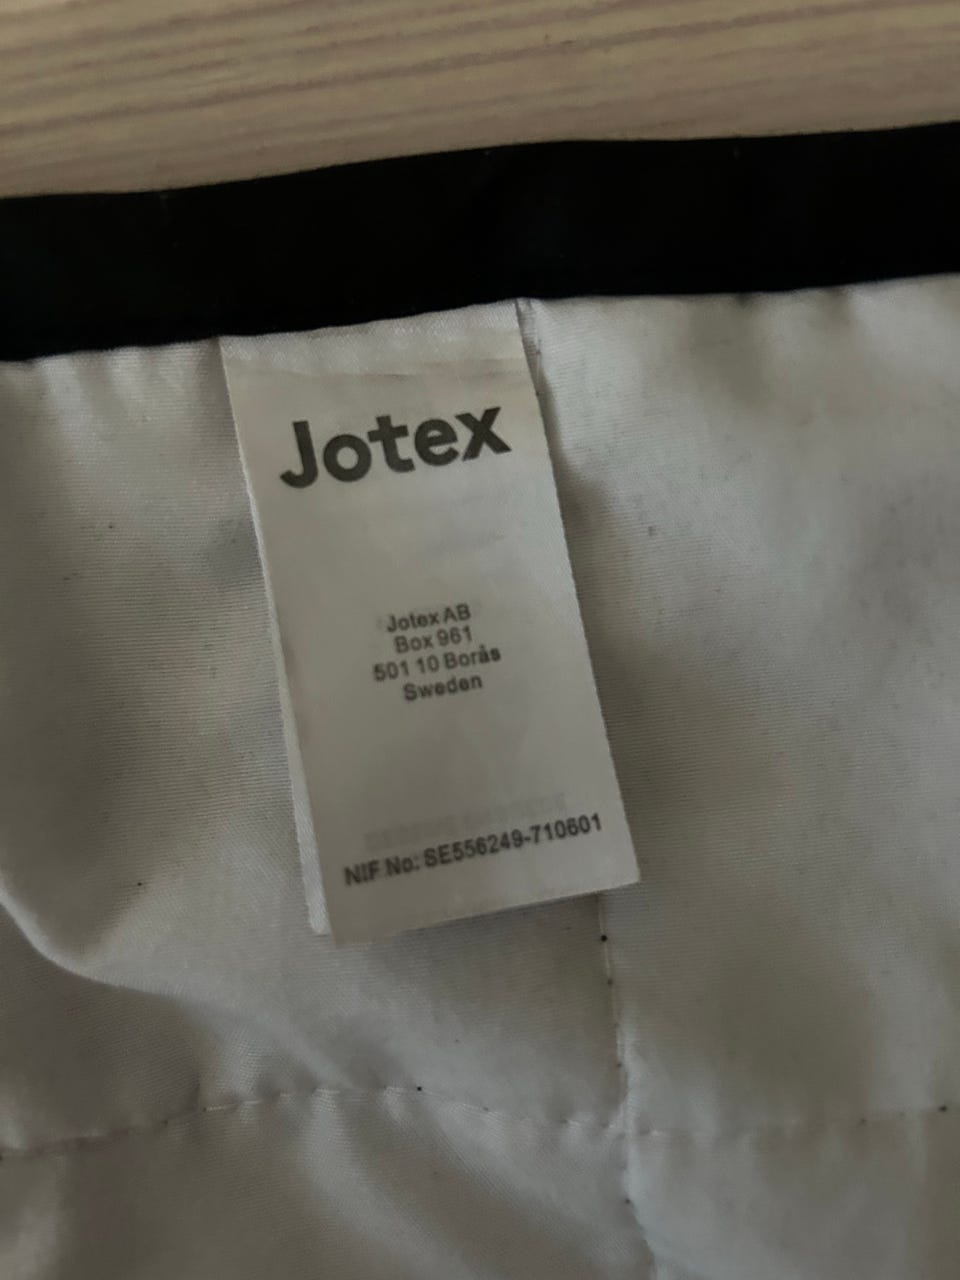 Jotex
Jotex AB
Box 961
501 10 Borås
Sweden
NIF No: SE556249-710601